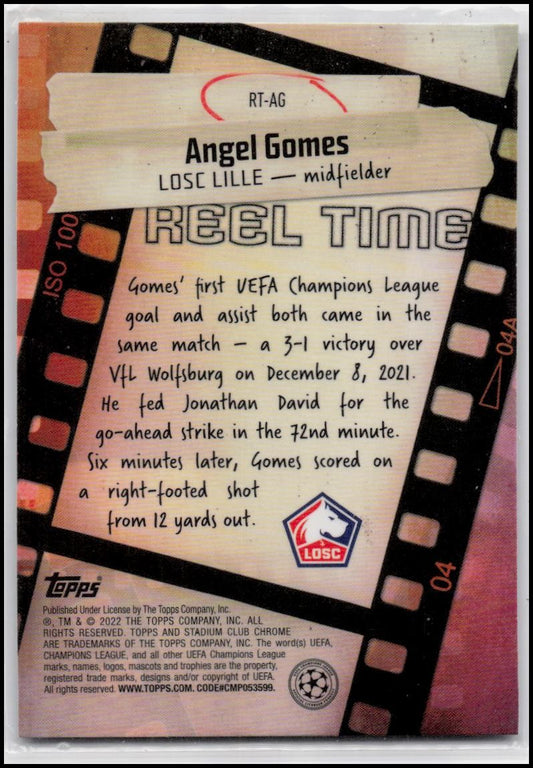 RT-AG
Angel Gomes
LOSC LILLE — midfielder
REEL TIME
ISO 100
Gomes' first UEFA Champions League
goal and assist both came in the
same match – a 3-1 victory over
VfL Wolfsburg on December 8, 2021.
He fed Jonathan David for the
go-ahead strike in the 72nd minute.
Six minutes later, Gomes scored on
a right-footed shot
from 12 yards out.
04A
LOSC
04
Topps
Published Under License by The Topps Company, Inc.
®, TM & © 2022 THE TOPPS COMPANY, INC. ALL
RIGHTS RESERVED. TOPPS AND STADIUM CLUB CHROME
ARE TRADEMARKS OF THE TOPPS COMPANY, INC. The word(s) UEFA,
CHAMPIONS LEAGUE, and all other UEFA Champions League
marks, names, logos, mascots and trophies are the property,
registered trade marks, designs and/or copyright of UEFA.
All rights reserved. WWW.TOPPS.COM. CODE#CMP053599.